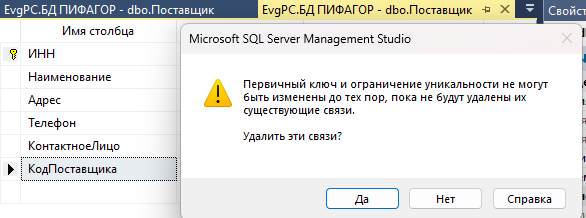 EvgPC.БД ПИФАГОР - dbo.Поставщик
EvgPC.БД ПИФАГОР - dbo.Поставщик
Свойст
Имя столбца
ИНН
Наименование
Адрес
Телефон
КонтактноеЛицо
КодПоставщика
Microsoft SQL Server Management Studio
Первичный ключ и ограничение уникальности не могут
быть изменены до тех пор, пока не будут удалены их
существующие связи.
Удалить эти связи?
Да
Нет
Справка